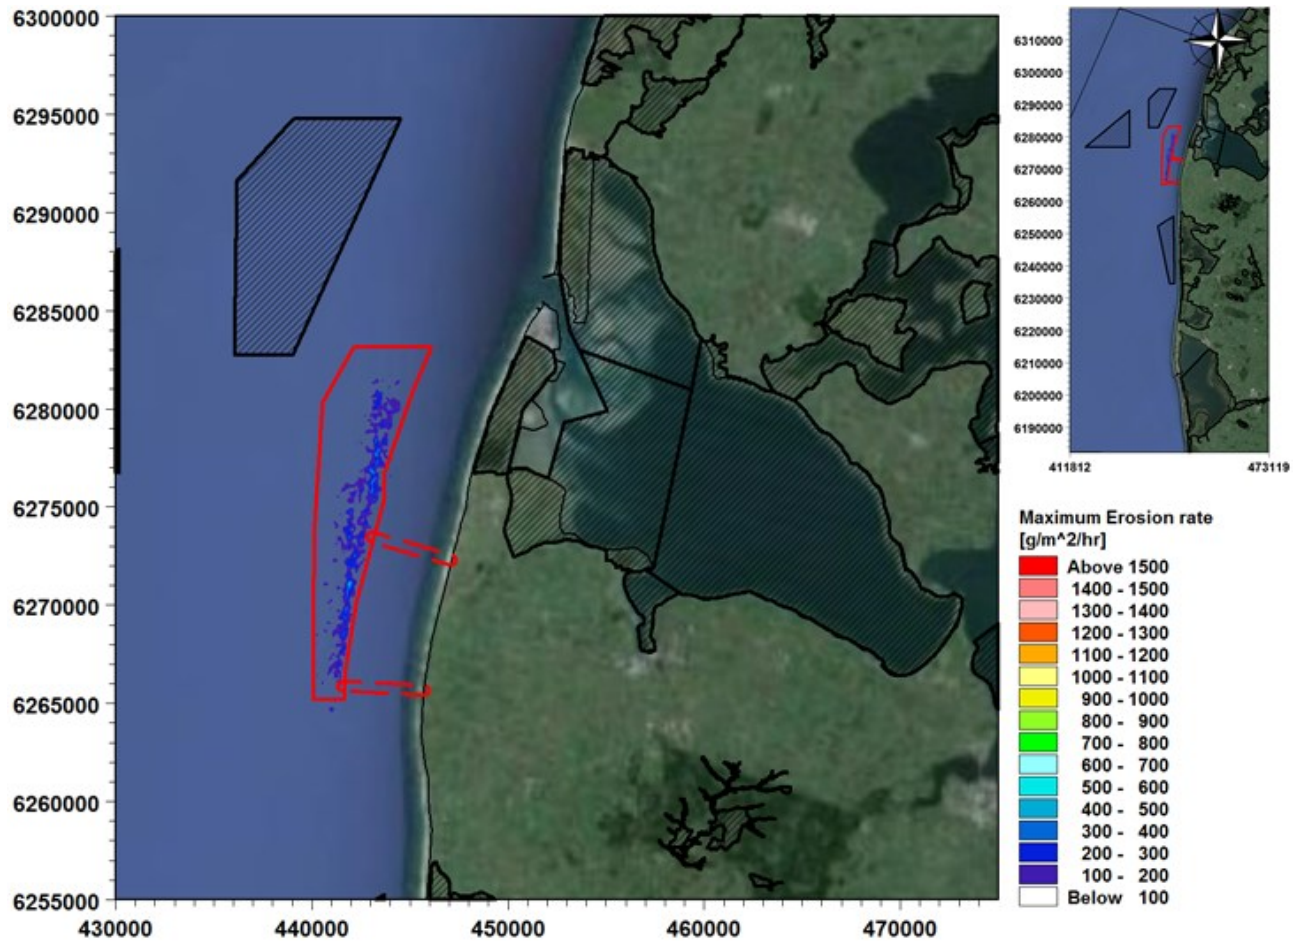 6300000
6295000
6290000
6285000
6280000
6275000
6270000
6265000
6260000
6255000
430000
440000
450000
460000
470000
6310000
6300000
6290000
6280000
6270000
6260000
6250000
6240000
6230000
6220000
6210000
6200000
6190000
411812
473119
Maximum Erosion rate
[g/m^2/hr]
Above 1500
1400 - 1500
1300 - 1400
1200 - 1300
1100 - 1200
1000 - 1100
900 - 1000
800 - 900
700 - 800
600 - 700
500 - 600
400 - 500
300 - 400
200 - 300
100 - 200
Below 100